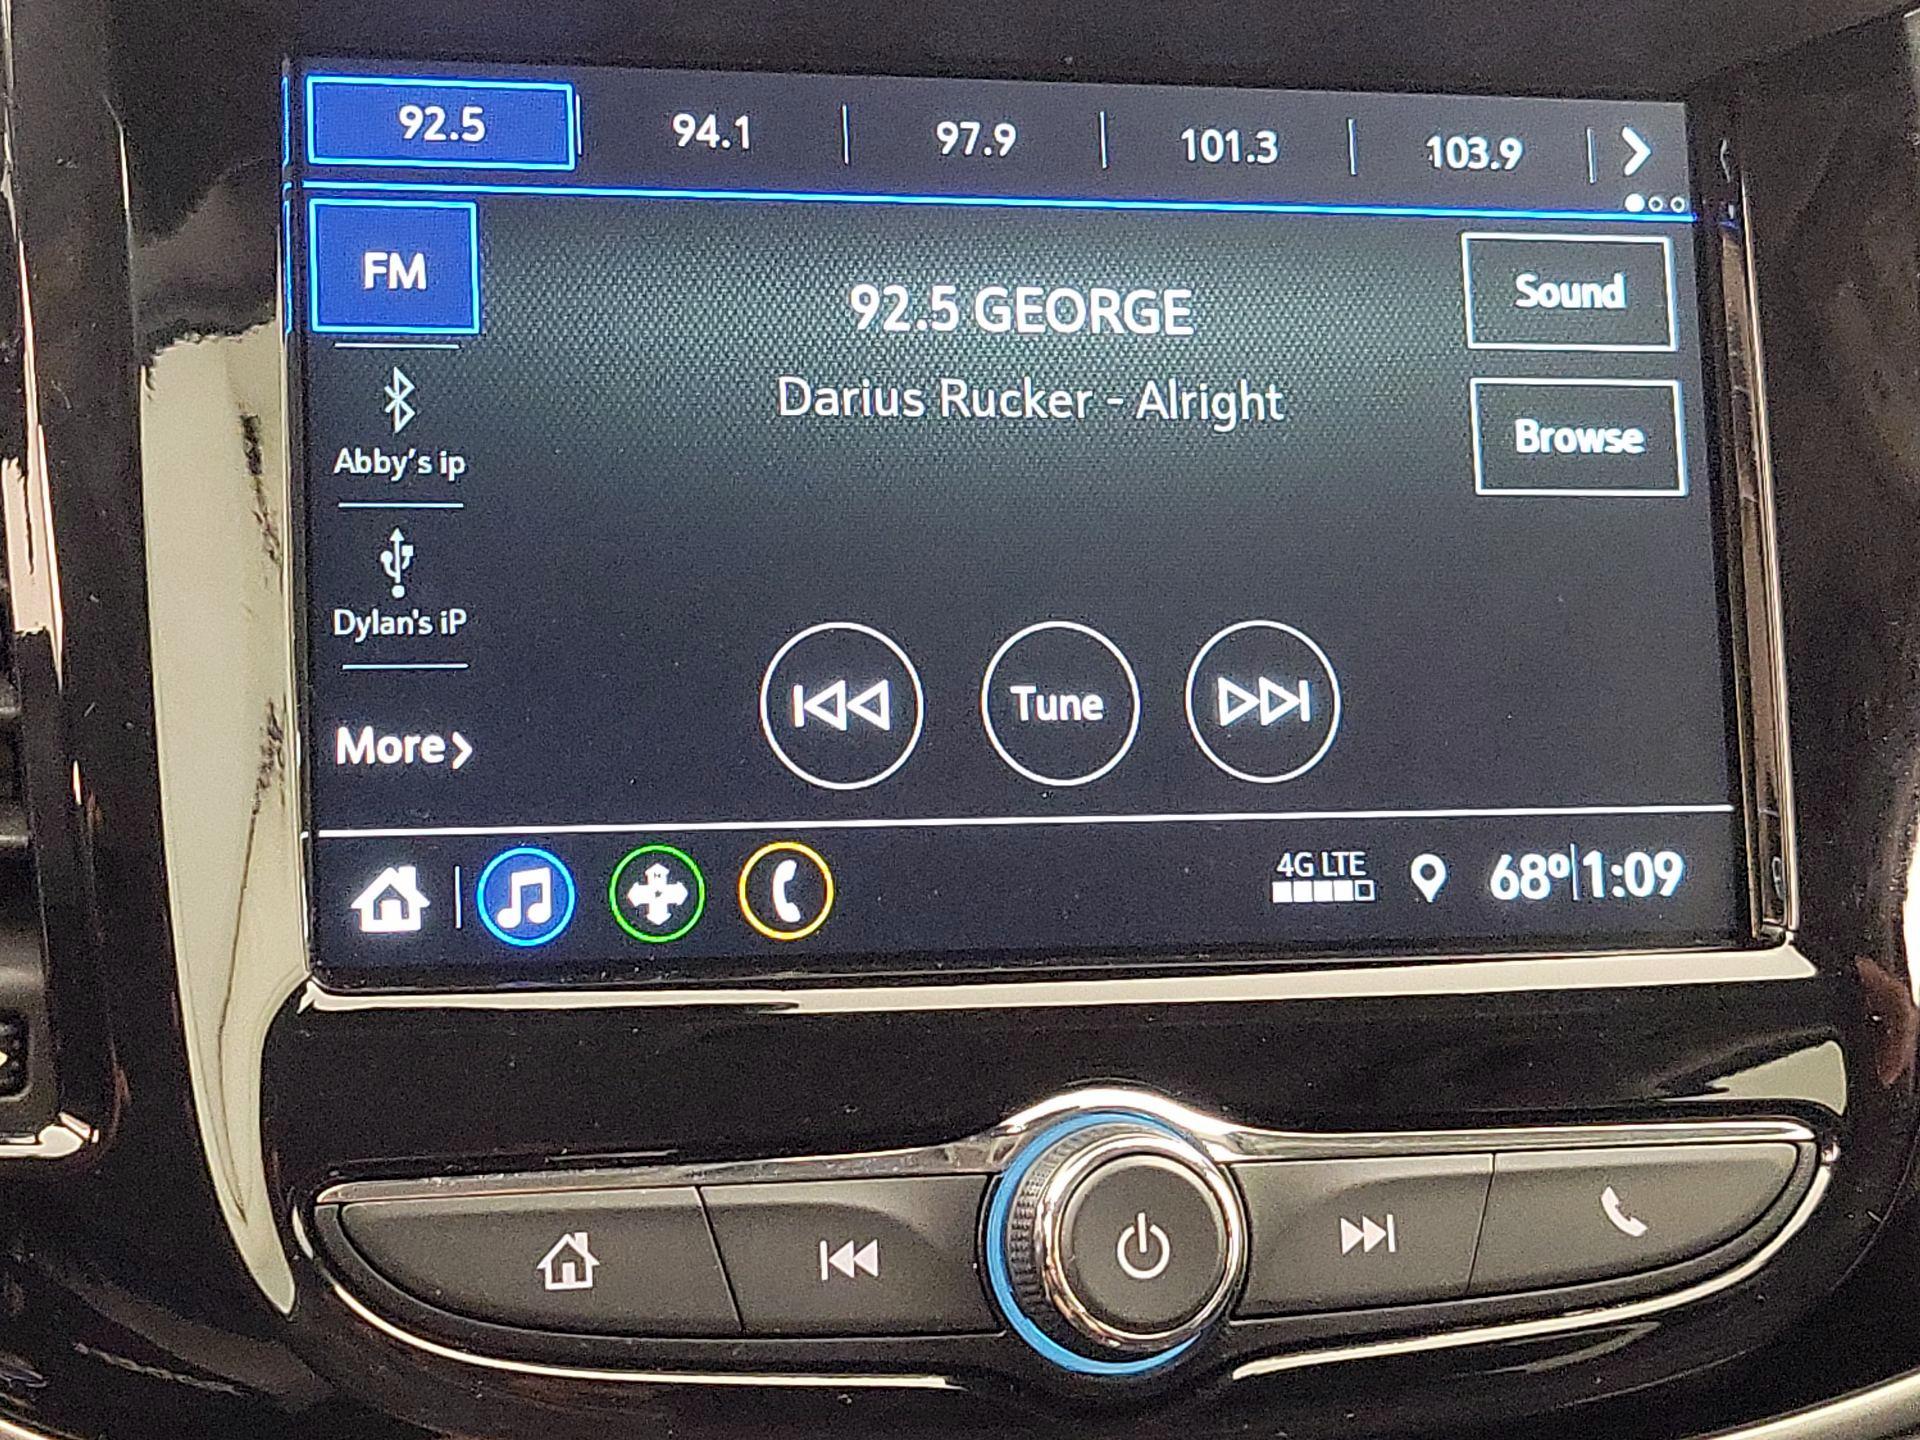 92.5 94.1 97.9 101.3 103.9
FM
92.5 GEORGE
Sound
Darius Rucker - Alright
Browse
Abby's ip
Dylan's iP
Tune
More
4G LTE
68° 1:09